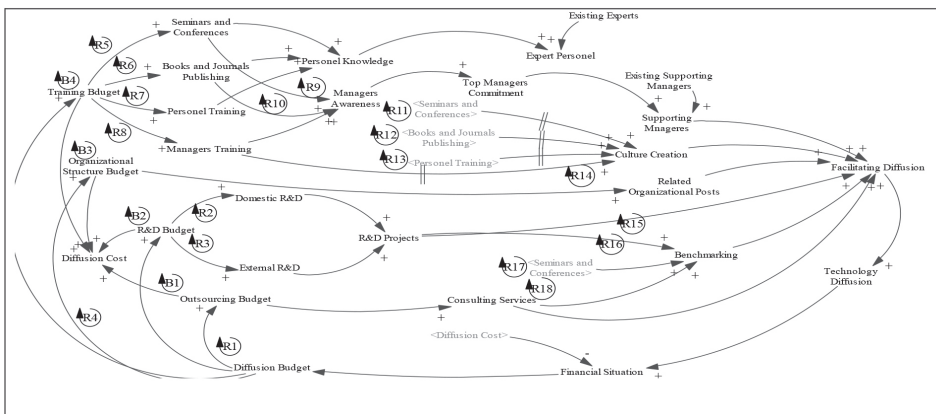 Existing Experts
Seminars and
Conferences
R5
Expert Personel
Personel Knowledge
R6
Books and Journals
Publishing
B4
R9
Top Managers
Commitment
Existing Supporting
Managers
Training Bduget
R7
Managers
Awareness
R10
Personel Training
R11
<Seminars and
Conferences>
Supporting
Mnageres
R8
R12
<Books and Journals
Publishing>
Managers Training
B3
R13
<Personel Training>
Culture Creation
Organizational
Structure Budget
R14
Facilitating Diffusion
Related
Organizational Posts
Domestic R&D
B2
R2
R&D Budget
R15
R3
R&D Projects
R16
Diffusion Cost
Benchmarking
External R&D
R17
<Seminars and
Conferences>
B1
Technology
Diffusion
R18
Outsourcing Budget
Consulting Services
R4
<Diffusion Cost>
R1
Diffusion Budget
Financial Situation